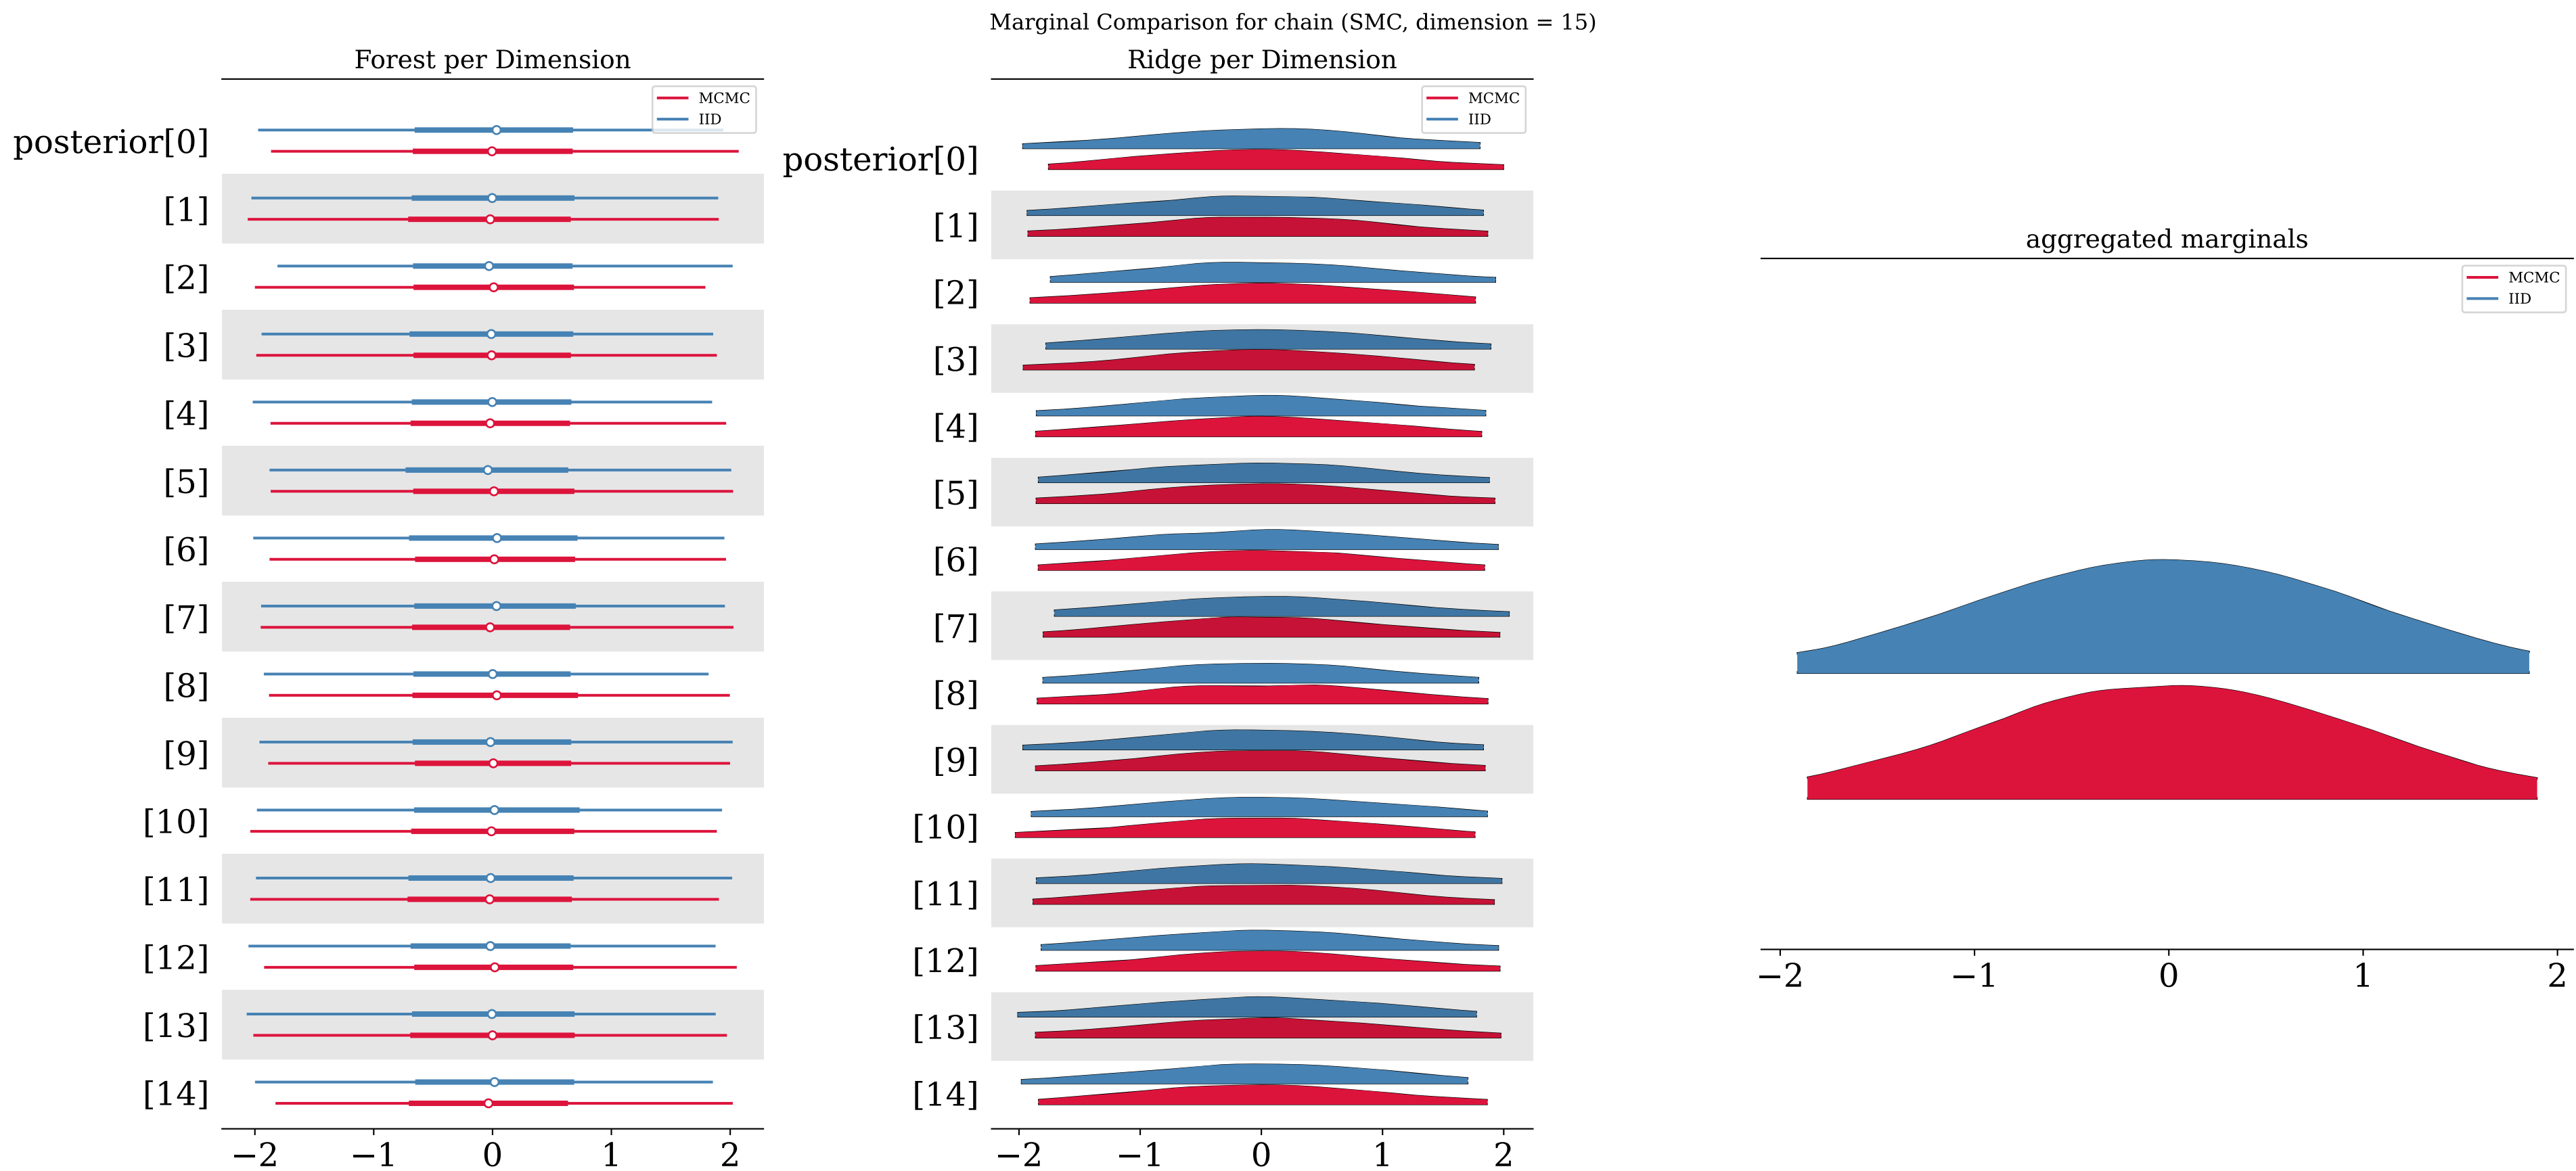 Marginal Comparison for chain (SMC, dimension = 15)
Forest per Dimension
MCMC
IID
posterior[0]
[1]
[2]
[3]
[4]
[5]
[6]
[7]
[8]
[9]
[10]
[11]
[12]
[13]
[14]
−2 −1 0 1 2
Ridge per Dimension
MCMC
IID
posterior[0]
[1]
[2]
[3]
[4]
[5]
[6]
[7]
[8]
[9]
[10]
[11]
[12]
[13]
[14]
−2 −1 0 1 2
aggregated marginals
MCMC
IID
−2 −1 0 1 2